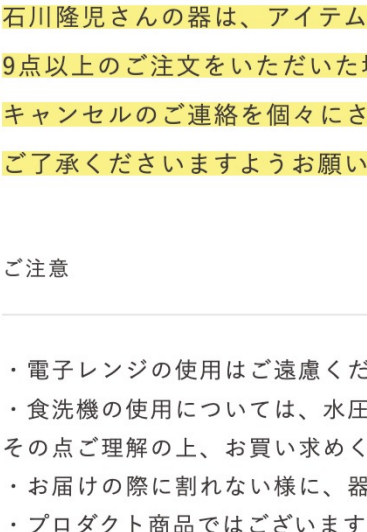 石川隆児さんの器は、アイテム
9点以上のご注文をいただいた
キャンセルのご連絡を個々にさ
ご了承くださいますようお願い
ご注意
・電子レンジの使用はご遠慮くだ
・食洗機の使用については、水圧
その点ご理解の上、お買い求めく
・お届けの際に割れない様に、器
・プロダクト商品ではございます